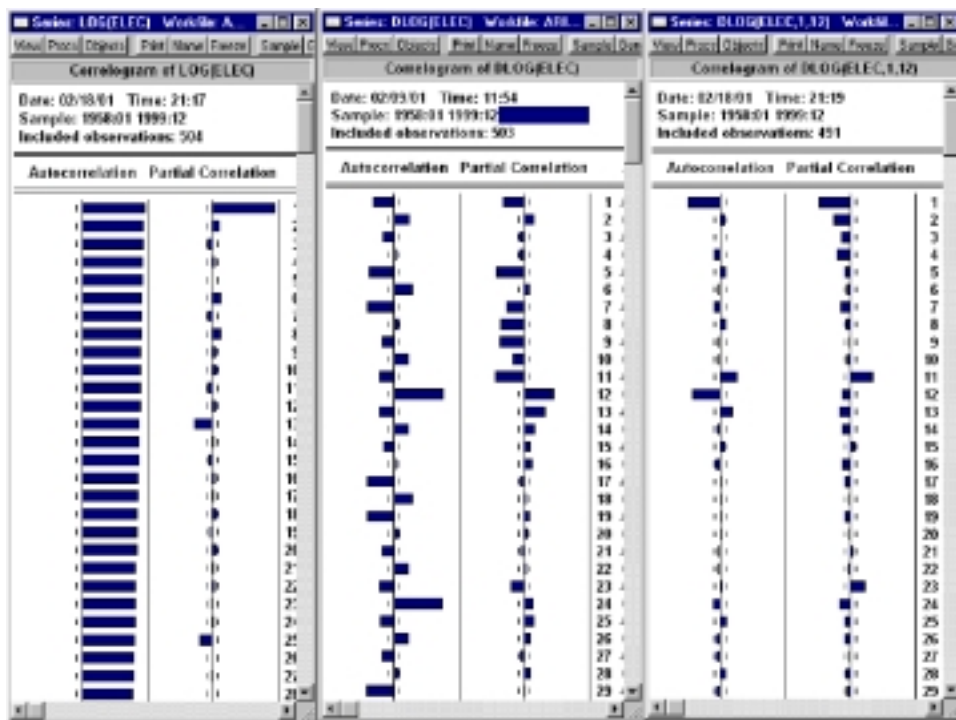 Series: LOG(ELEC) Workfile: A...
View Procs Objects Print Name Freeze Sample
Correlogram of LOG(ELEC)
Date: 02/18/01 Time: 21:17
Sample: 1958:01 1999:12
Included observations: 504
Autocorrelation Partial Correlation
Series: DLOG(ELEC) Workfile: ARI...
View Procs Objects Print Name Freeze Sample
Correlogram of DLOG(ELEC)
Date: 02/09/01 Time: 11:54
Sample: 1958:01 1999:12
Included observations: 503
Autocorrelation Partial Correlation
1
2
3
4
5
6
7
8
9
10
11
12
13
14
15
16
17
18
19
20
21
22
23
24
25
26
27
28
29
Series: DLOG(ELEC,1,12)
View Procs Objects Print Name Freeze Sample
Correlogram of DLOG(ELEC,1,12)
Date: 02/18/01 Time: 21:19
Sample: 1958:01 1999:12
Included observations: 491
Autocorrelation Partial Correlation
1
2
3
4
5
6
7
8
9
10
11
12
13
14
15
16
17
18
19
20
21
22
23
24
25
26
27
28
29